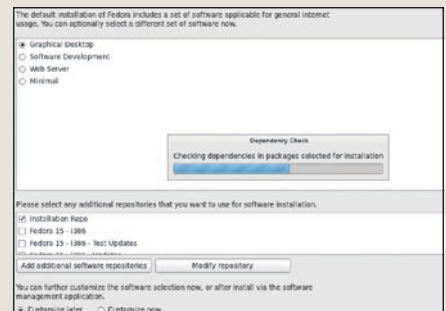 The default installation of Fedora includes a set of software applicable for general internet
usage. You can optionally select a different set of software now.
Graphical Desktop
Software Development
Web Server
Minimal
Dependency Check
Checking dependencies in packages selected for installation
Please select any additional repositories that you want to use for software installation.
Installation Repo
Fedora 15 - i386
Fedora 15 - i386 - Test Updates
Fedora 15 - i386 - Updates
Add additional software repositories
Modify repository
You can further customize the software selection now, or after install via the software
management application.
Customize later
Customize now